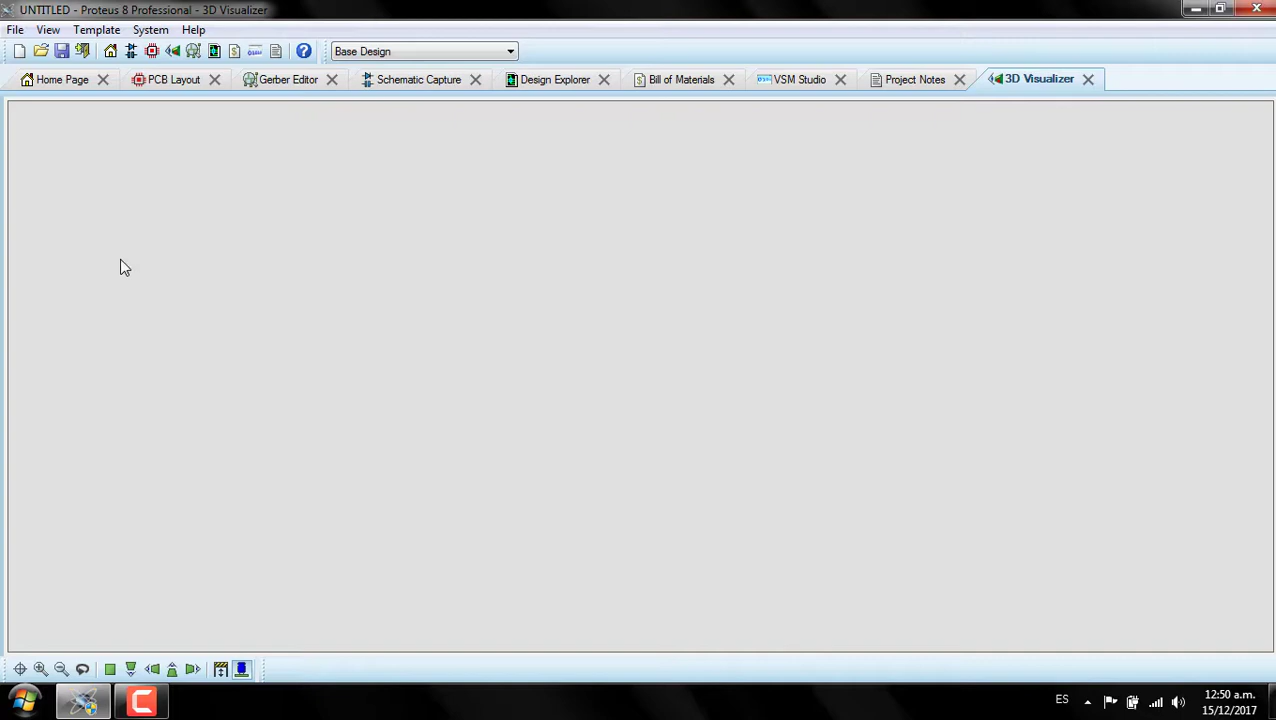 UNTITLED - Proteus 8 Professional - 3D Visualizer
File View Template System Help
Base Design
Home Page PCB Layout Gerber Editor Schematic Capture Design Explorer Bill of Materials VSM Studio Project Notes 3D Visualizer
ES
12:50 a.m.
15/12/2017